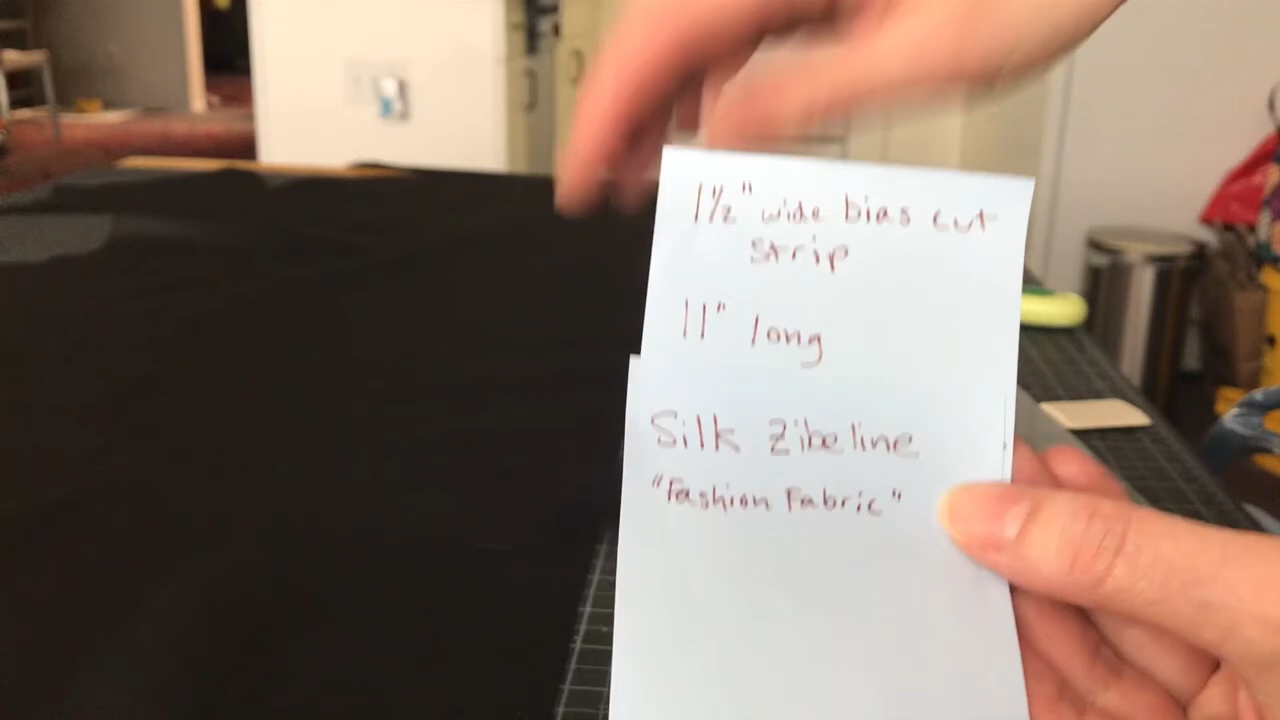 1½" wide bias cut
strip
11" long
Silk Zibeline
"Fashion Fabric"